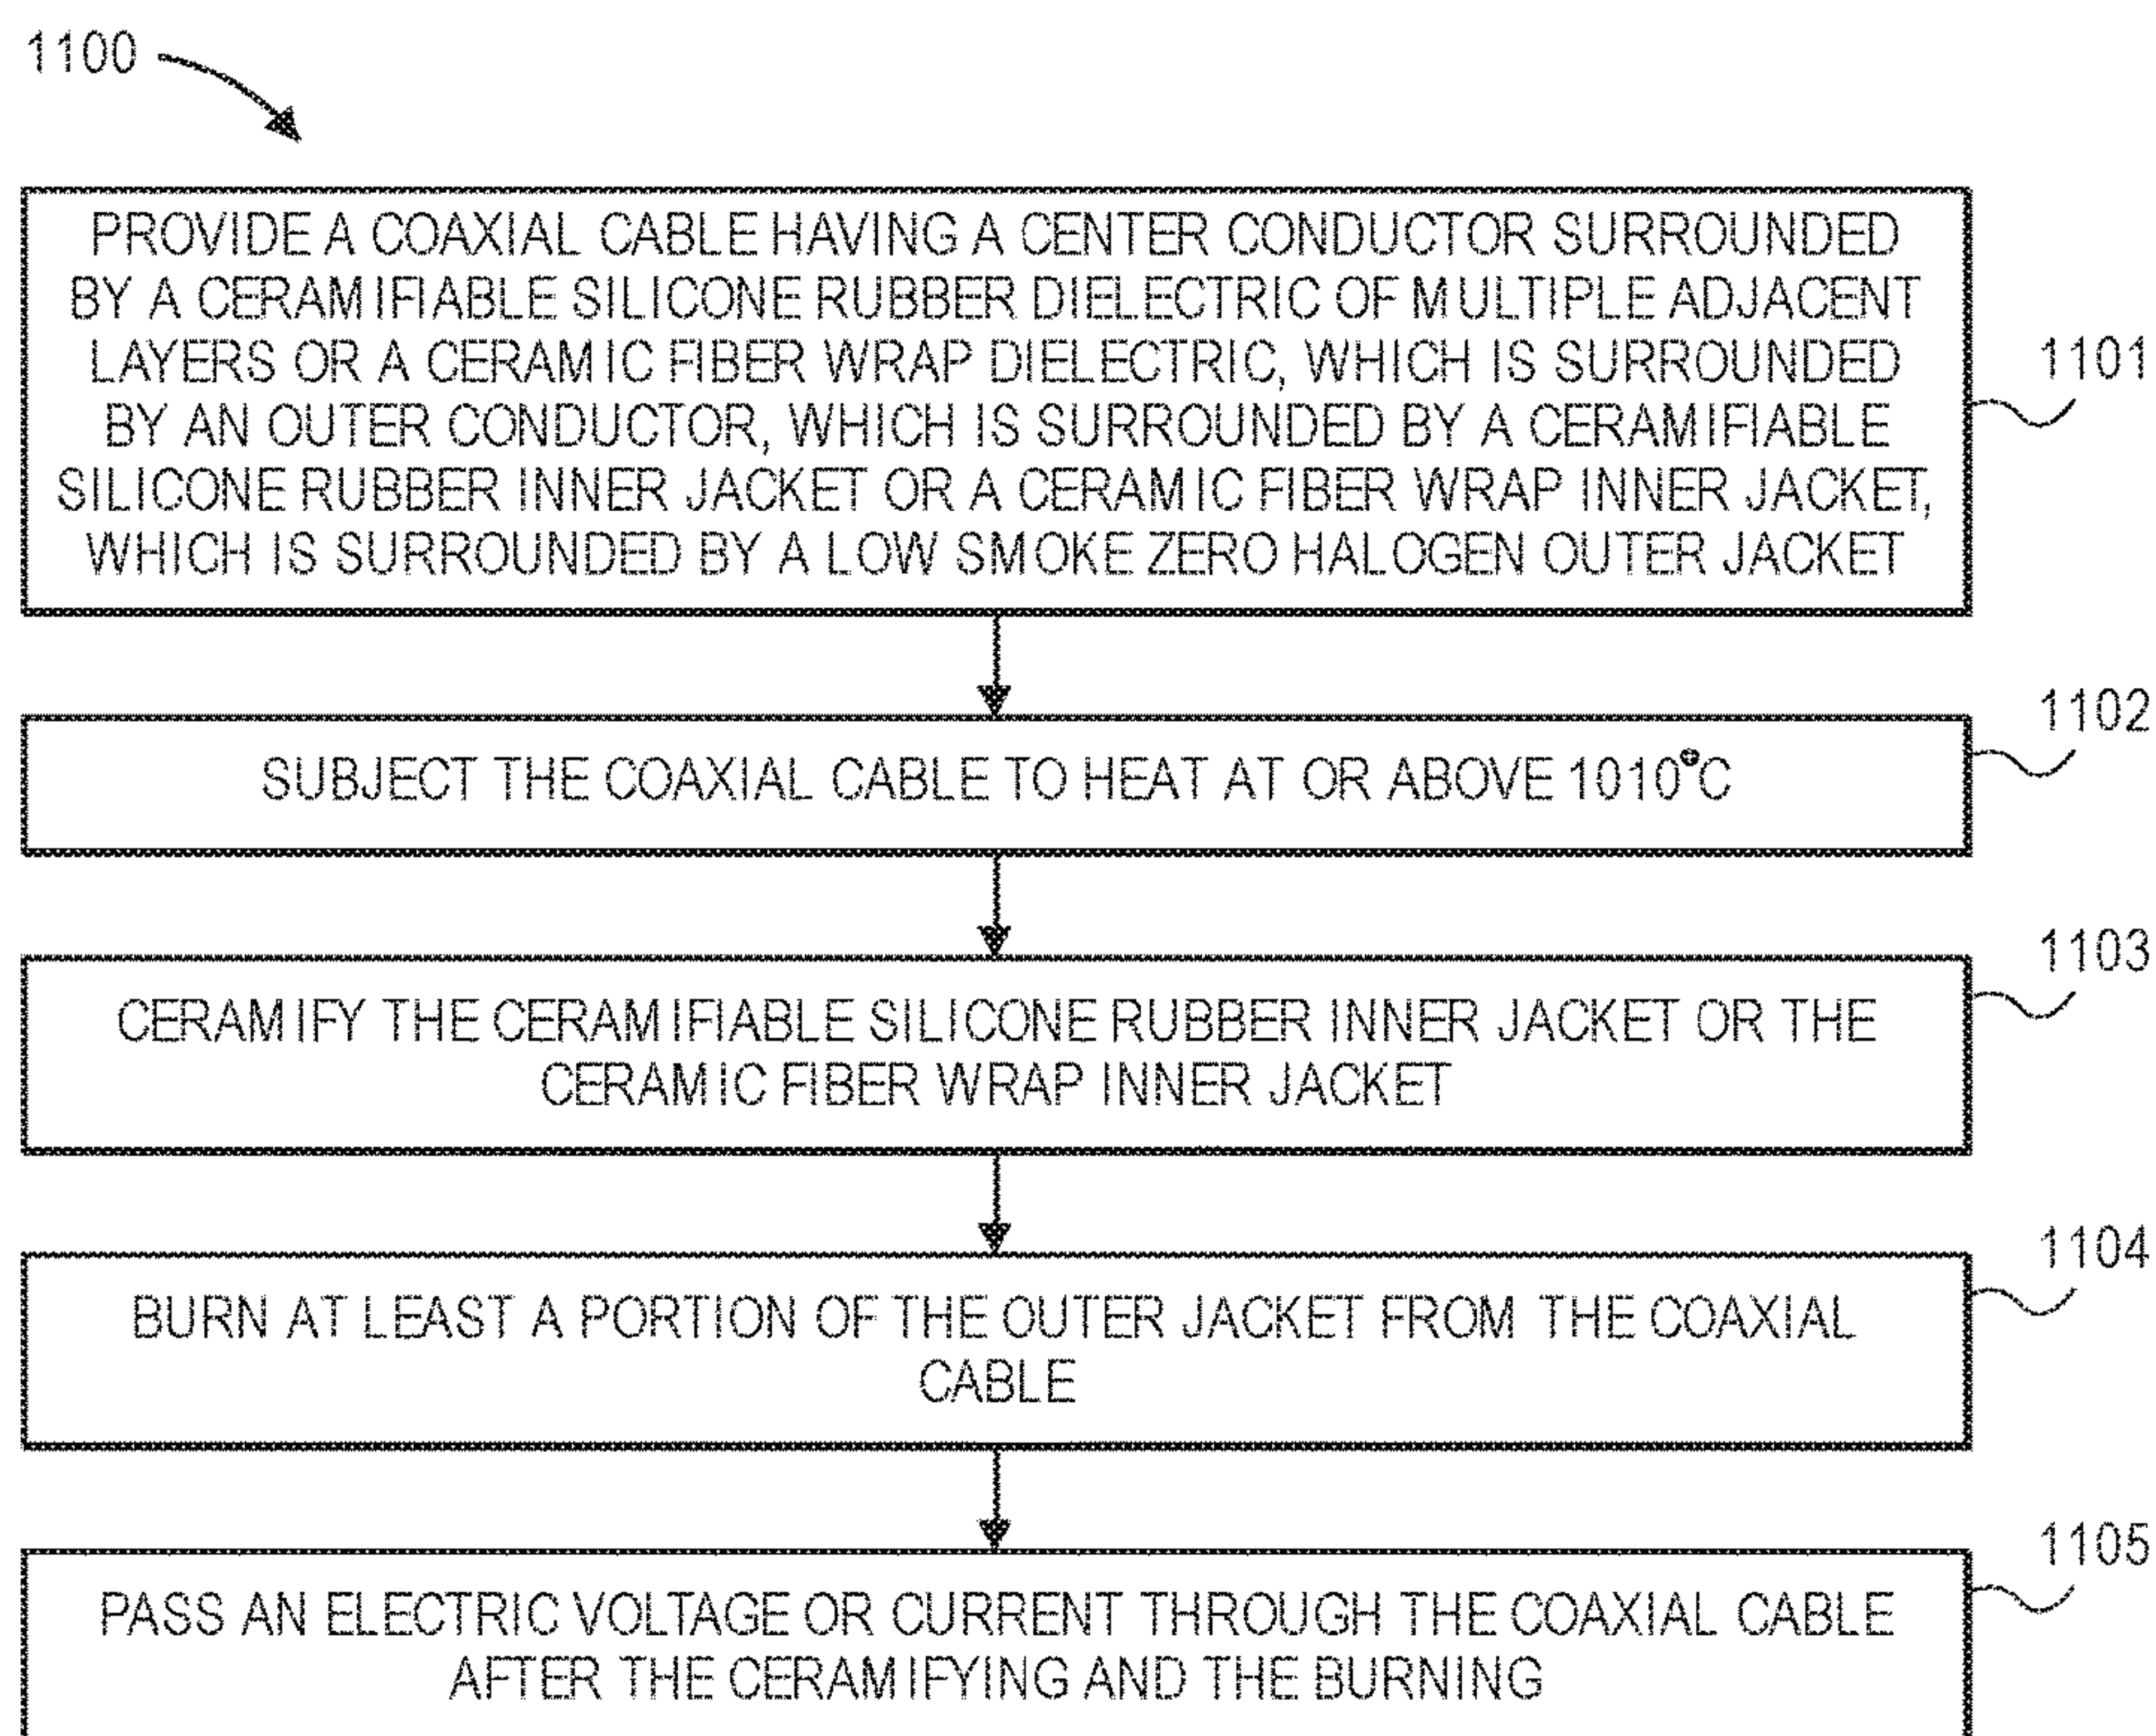 1100
PROVIDE A COAXIAL CABLE HAVING A CENTER CONDUCTOR SURROUNDED
BY A CERAMIFIABLE SILICONE RUBBER DIELECTRIC OF MULTIPLE ADJACENT
LAYERS OR A CERAMIC FIBER WRAP DIELECTRIC, WHICH IS SURROUNDED
BY AN OUTER CONDUCTOR, WHICH IS SURROUNDED BY A CERAMIFIABLE
SILICONE RUBBER INNER JACKET OR A CERAMIC FIBER WRAP INNER JACKET,
WHICH IS SURROUNDED BY A LOW SMOKE ZERO HALOGEN OUTER JACKET
1101
SUBJECT THE COAXIAL CABLE TO HEAT AT OR ABOVE 1010°C
1102
CERAMIFY THE CERAMIFIABLE SILICONE RUBBER INNER JACKET OR THE
CERAMIC FIBER WRAP INNER JACKET
1103
BURN AT LEAST A PORTION OF THE OUTER JACKET FROM THE COAXIAL
CABLE
1104
PASS AN ELECTRIC VOLTAGE OR CURRENT THROUGH THE COAXIAL CABLE
AFTER THE CERAMIFYING AND THE BURNING
1105